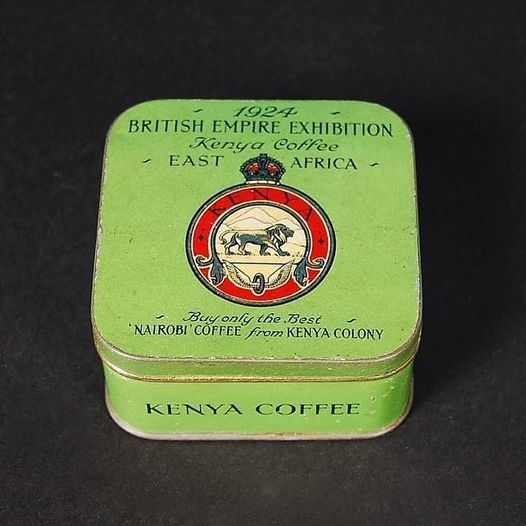 1924
BRITISH EMPIRE EXHIBITION
Kenya Coffee
EAST AFRICA
KENYA
Buy only the Best
'NAIROBI' COFFEE from KENYA COLONY
KENYA COFFEE